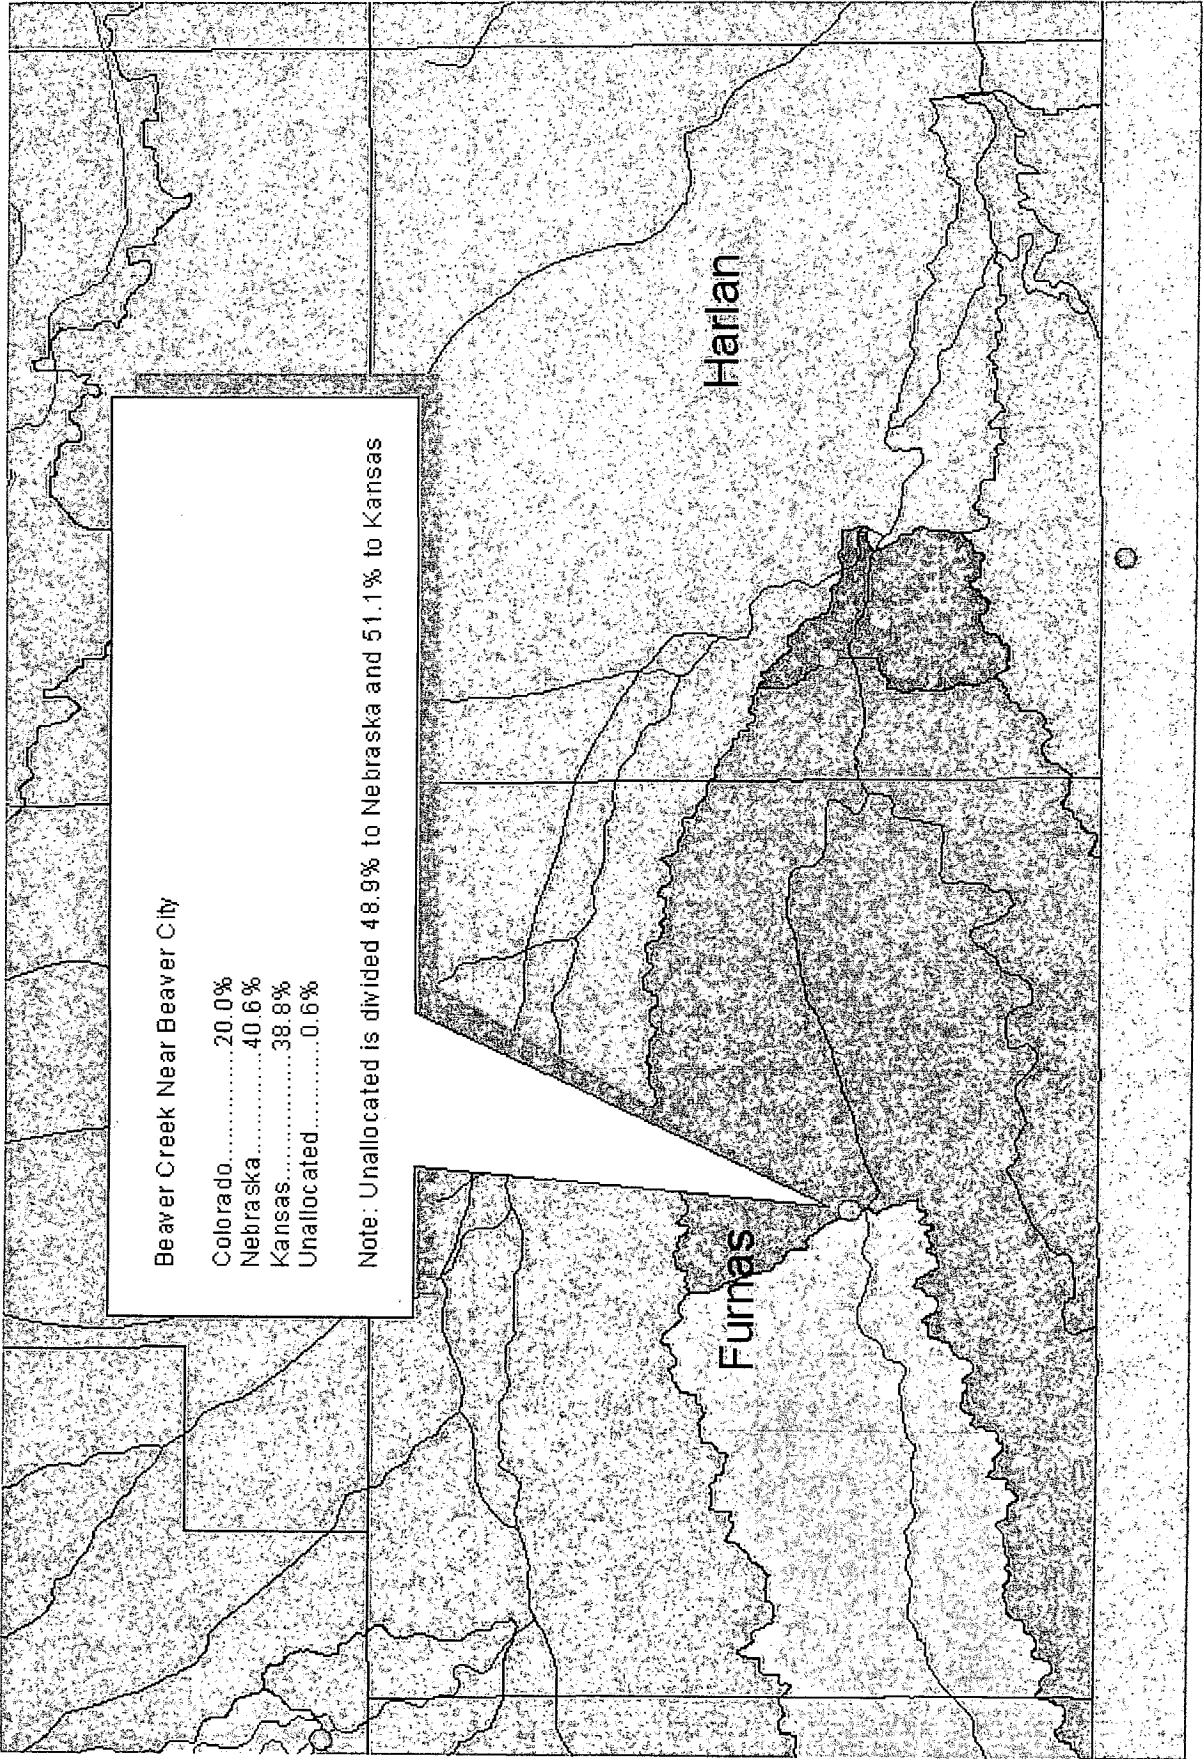 Beaver Creek Near Beaver City
Colorado..............20.0%
Nebraska..............40.6%
Kansas.................38.8%
Unallocated...........0.6%
Note: Unallocated is divided 48.9% to Nebraska and 51.1% to Kansas
Furnas
Harlan